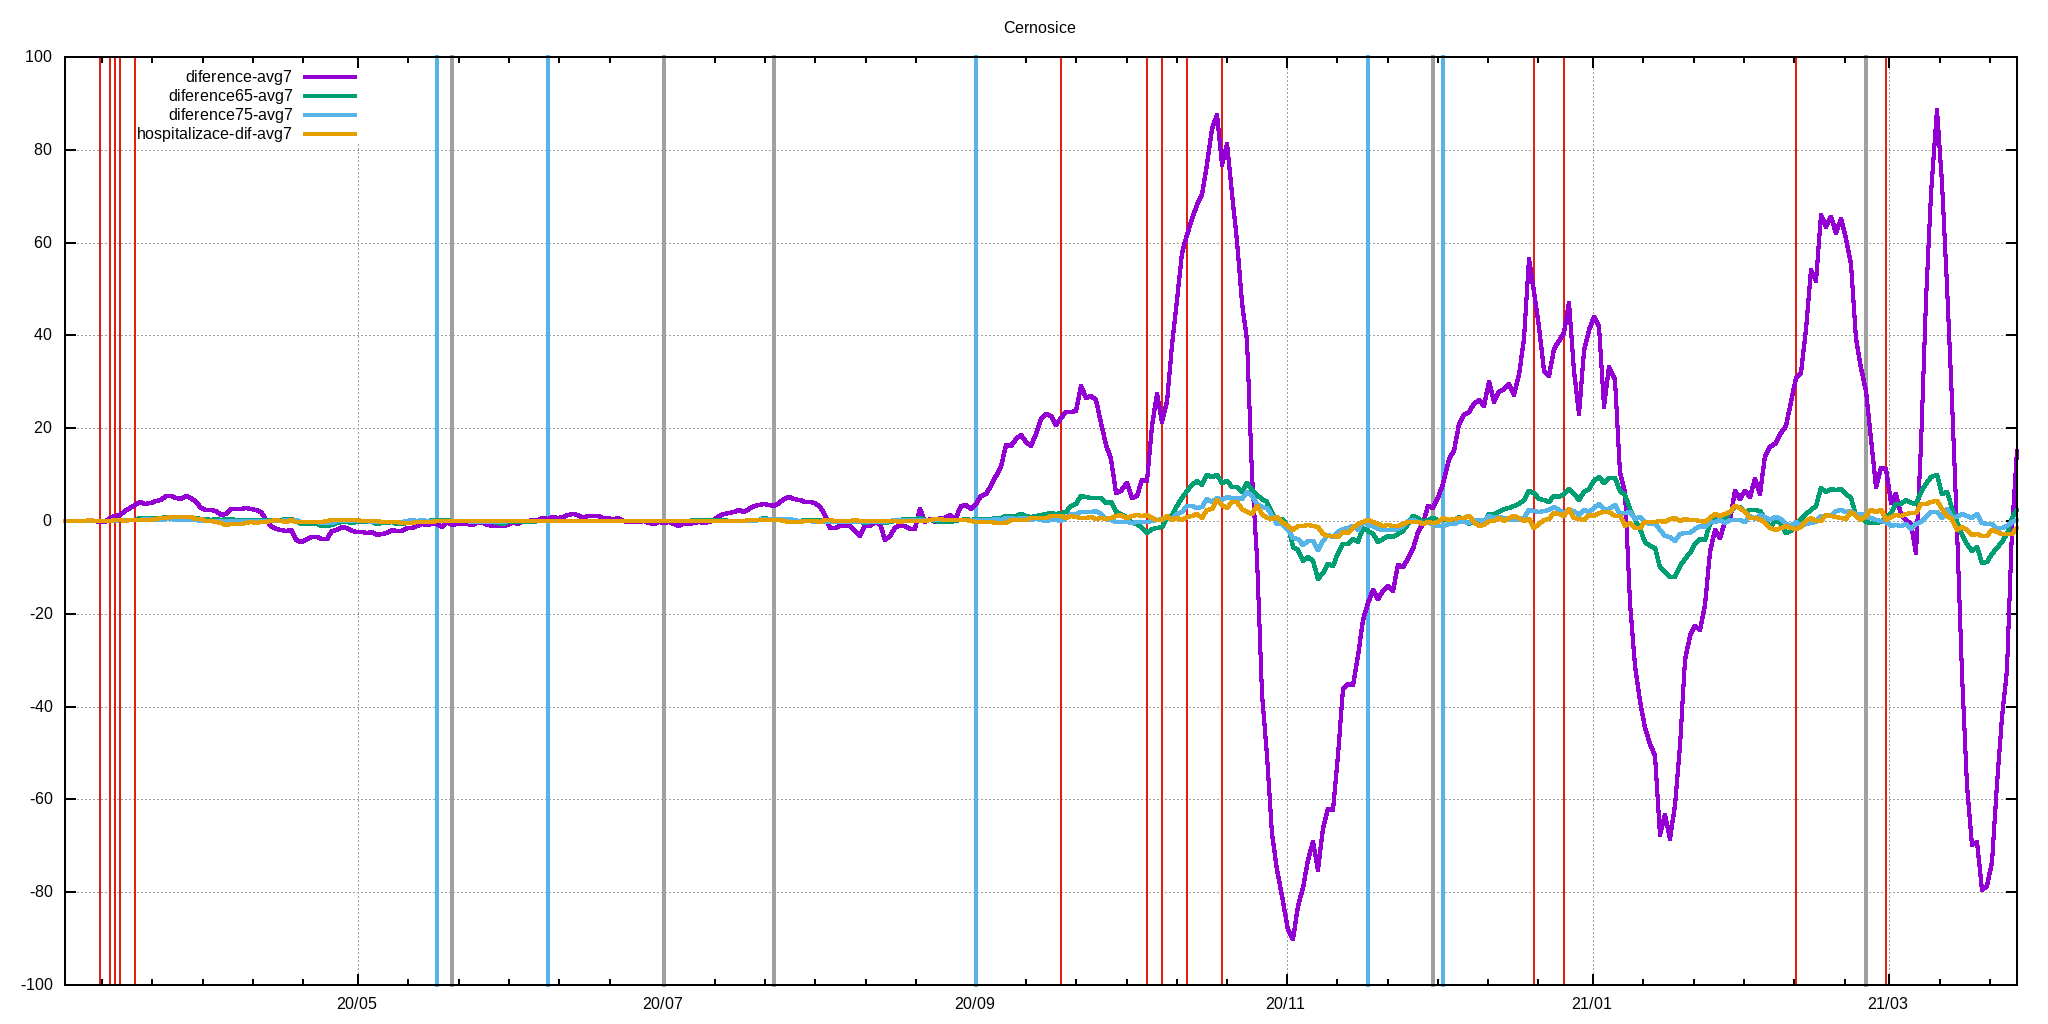 Cernosice
100
diference-avg7
diference65-avg7
diference75-avg7
hospitalizace-dif-avg7
80
60
40
20
0
-20
-40
-60
-80
-100
20/05 20/07 20/09 20/11 21/01 21/03